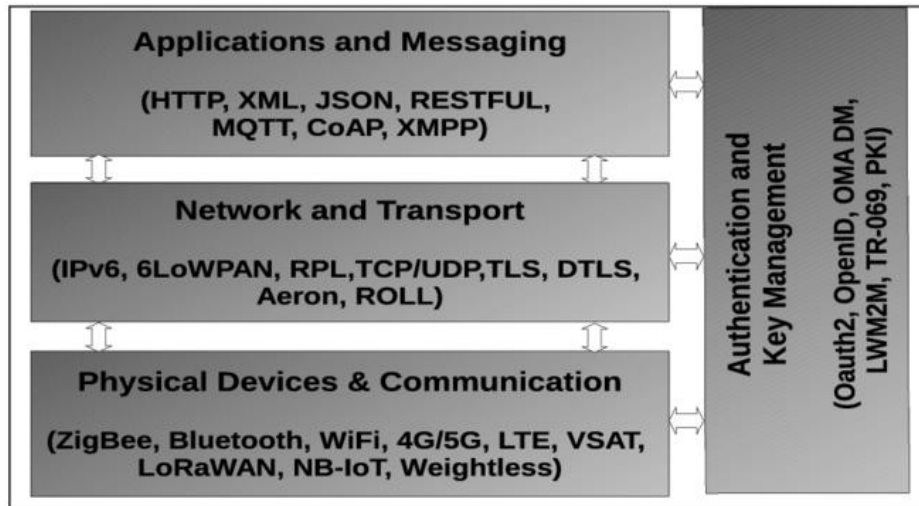 Applications and Messaging
(HTTP, XML, JSON, RESTFUL,
MQTT, CoAP, XMPP)
Network and Transport
(IPv6, 6LoWPAN, RPL,TCP/UDP,TLS, DTLS,
Aeron, ROLL)
Physical Devices & Communication
(ZigBee, Bluetooth, WiFi, 4G/5G, LTE, VSAT,
LoRaWAN, NB-IoT, Weightless)
Authentication and
Key Management
(Oauth2, OpenID, OMA DM,
LWM2M, TR-069, PKI)